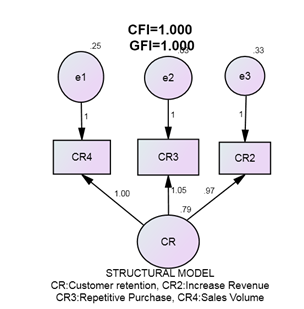 CFI=1.000
GFI=1.000
.25
.33
e1
e2
e3
1
1
1
CR4
CR3
CR2
1.00
1.05
.97
.79
CR
STRUCTURAL MODEL
CR:Customer retention, CR2:Increase Revenue
CR3:Repetitive Purchase, CR4:Sales Volume